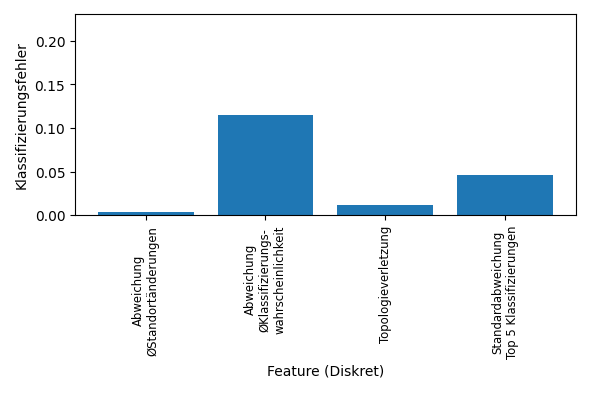 Klassifizierungsfehler
0.20
0.15
0.10
0.05
0.00
Abweichung
ØStandortänderungen
Abweichung
ØKlassifizierungs-
wahrscheinlichkeit
Topologieverletzung
Standardabweichung
Top 5 Klassifizierungen
Feature (Diskret)